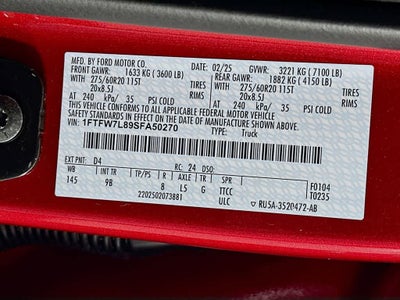 MFD. BY FORD MOTOR CO. 02/25 GVWR: 3221 KG (7100 LB)
FRONT GAWR: 1633 KG (3600 LB) REAR GAWR: 1882 KG (4150 LB)
275/60R20 115T TIRES 275/60R20 115T TIRES
20x8.5J RIMS 20x8.5J RIMS
AT 240 kPa/ 35 PSI COLD AT 240 kPa/ 35 PSI COLD
THIS VEHICLE CONFORMS TO ALL APPLICABLE FEDERAL MOTOR VEHICLE
SAFETY STANDARDS IN EFFECT ON THE DATE OF MANUFACTURE SHOWN ABOVE.
VIN: 1FTFW7L89SFA50270 TYPE: Truck
EXT PNT: D4 RC: 24 DSO:
WB INT TR R AXLE TR SPR F0104
145 9B 8 L5 G TTCC T0235
2202502073881 ULC RU5A-3520472-AB